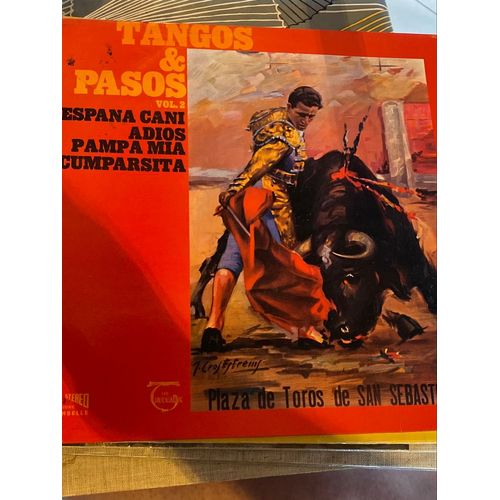 TANGOS
&
PASOS
VOL. 2
ESPANA CANI
ADIOS
PAMPA MIA
CUMPARSITA
Plaza de Toros de SAN SEBAST
STEREO